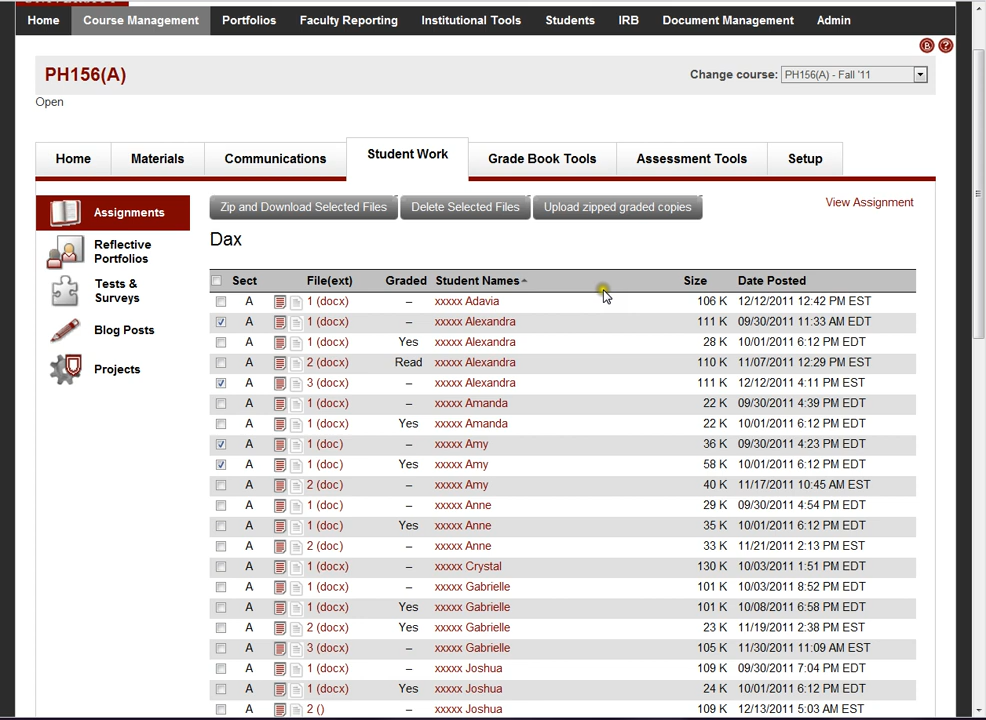 Home Course Management Portfolios Faculty Reporting Institutional Tools Students IRB Document Management Admin
PH156(A) Change course: PH156(A) - Fall '11
Open
Home Materials Communications Student Work Grade Book Tools Assessment Tools Setup
Assignments
Reflective Portfolios
Tests & Surveys
Blog Posts
Projects
Zip and Download Selected Files Delete Selected Files Upload zipped graded copies View Assignment
Dax
Sect File(ext) Graded Student Names Size Date Posted
A 1 (docx) – xxxxx Adavia 106 K 12/12/2011 12:42 PM EST
A 1 (docx) – xxxxx Alexandra 111 K 09/30/2011 11:33 AM EDT
A 1 (docx) Yes xxxxx Alexandra 28 K 10/01/2011 6:12 PM EDT
A 2 (docx) Read xxxxx Alexandra 110 K 11/07/2011 12:29 PM EST
A 3 (docx) – xxxxx Alexandra 111 K 12/12/2011 4:11 PM EST
A 1 (docx) – xxxxx Amanda 22 K 09/30/2011 4:39 PM EDT
A 1 (docx) Yes xxxxx Amanda 22 K 10/01/2011 6:12 PM EDT
A 1 (doc) – xxxxx Amy 36 K 09/30/2011 4:23 PM EDT
A 1 (doc) Yes xxxxx Amy 58 K 10/01/2011 6:12 PM EDT
A 2 (doc) – xxxxx Amy 40 K 11/17/2011 10:45 AM EST
A 1 (doc) – xxxxx Anne 29 K 09/30/2011 4:54 PM EDT
A 1 (doc) Yes xxxxx Anne 35 K 10/01/2011 6:12 PM EDT
A 2 (doc) – xxxxx Anne 33 K 11/21/2011 2:13 PM EST
A 1 (docx) – xxxxx Crystal 130 K 10/03/2011 1:51 PM EDT
A 1 (docx) – xxxxx Gabrielle 101 K 10/03/2011 8:52 PM EDT
A 1 (docx) Yes xxxxx Gabrielle 101 K 10/08/2011 6:58 PM EDT
A 2 (docx) Yes xxxxx Gabrielle 23 K 11/19/2011 2:38 PM EST
A 3 (docx) – xxxxx Gabrielle 105 K 11/30/2011 11:09 AM EST
A 1 (docx) – xxxxx Joshua 109 K 09/30/2011 7:04 PM EDT
A 1 (docx) Yes xxxxx Joshua 24 K 10/01/2011 6:12 PM EDT
A 2 () – xxxxx Joshua 109 K 12/13/2011 5:03 AM EST